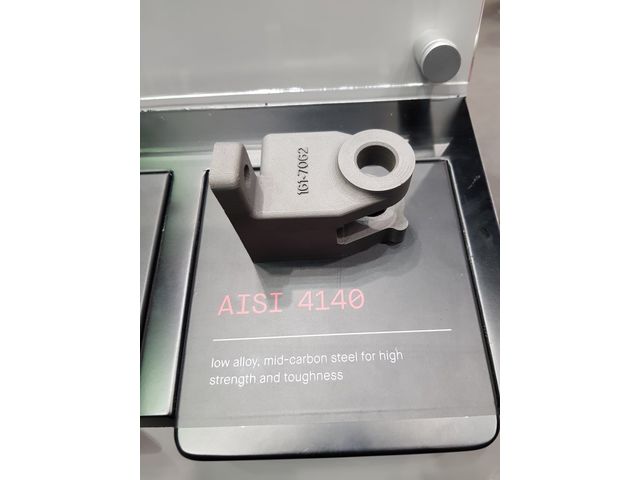 161-7062
AISI 4140
low alloy, mid-carbon steel for high
strength and toughness